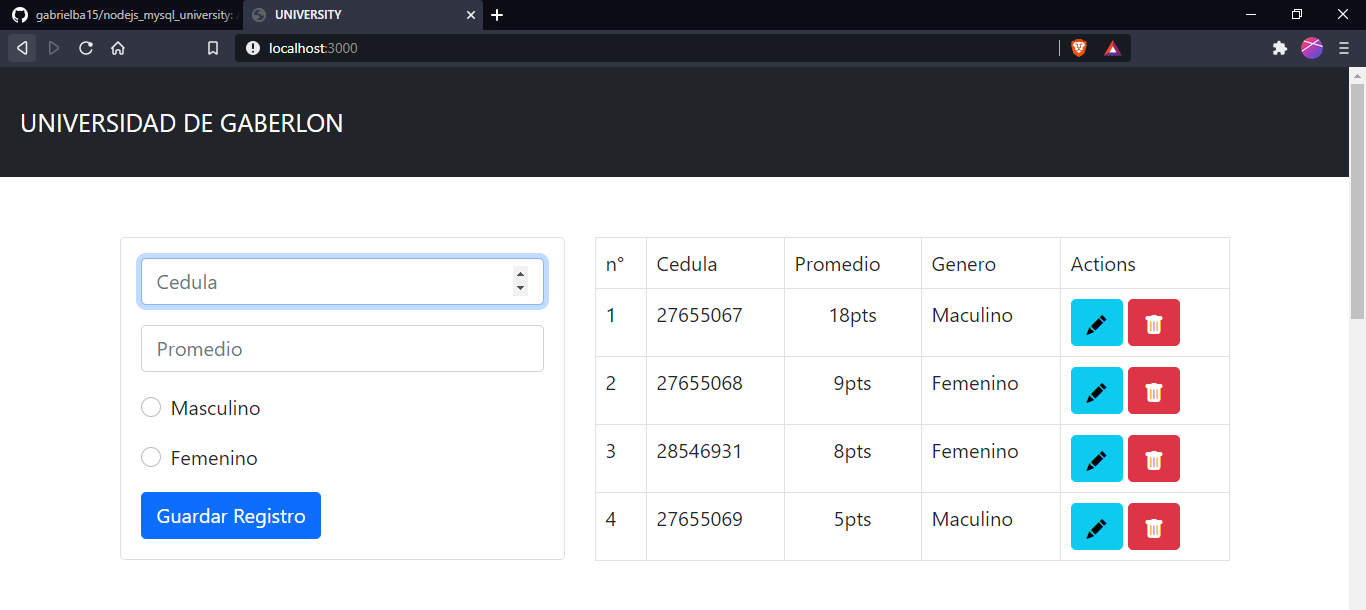 gabrielba15/nodejs_mysql_university:
UNIVERSITY
localhost:3000
UNIVERSIDAD DE GABERLON
Cedula
Promedio
Masculino
Femenino
Guardar Registro
n° Cedula Promedio Genero Actions
1 27655067 18pts Maculino
2 27655068 9pts Femenino
3 28546931 8pts Femenino
4 27655069 5pts Maculino